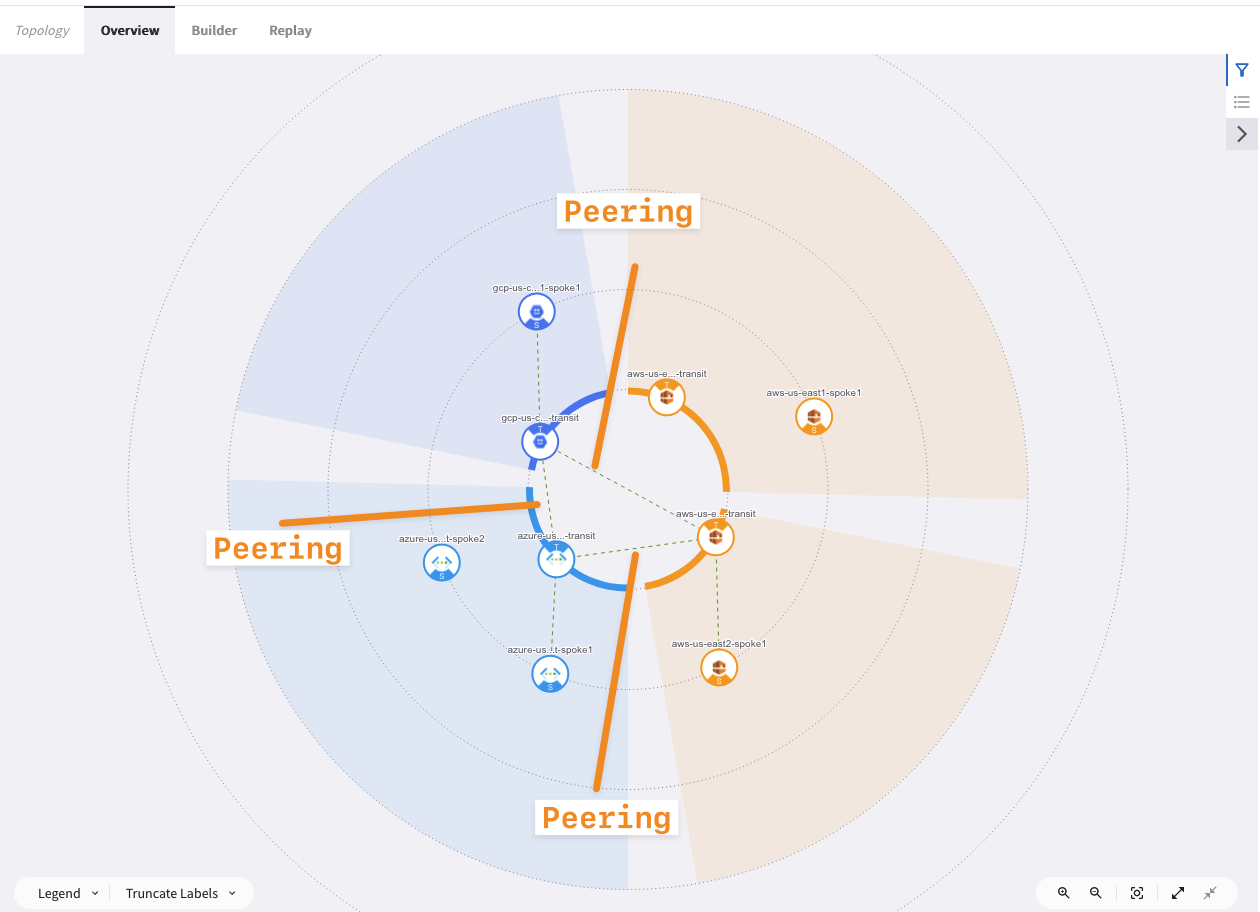 Topology Overview Builder Replay
Peering
gcp-us-c...1-spoke1
aws-us-e...-transit
T
aws-us-east1-spoke1
S
gcp-us-c...-transit
T
S
aws-us-e...-transit
T
Peering
azure-us...t-spoke2
S
azure-us...-transit
T
azure-us...t-spoke1
S
aws-us-east2-spoke1
S
Peering
Legend Truncate Labels